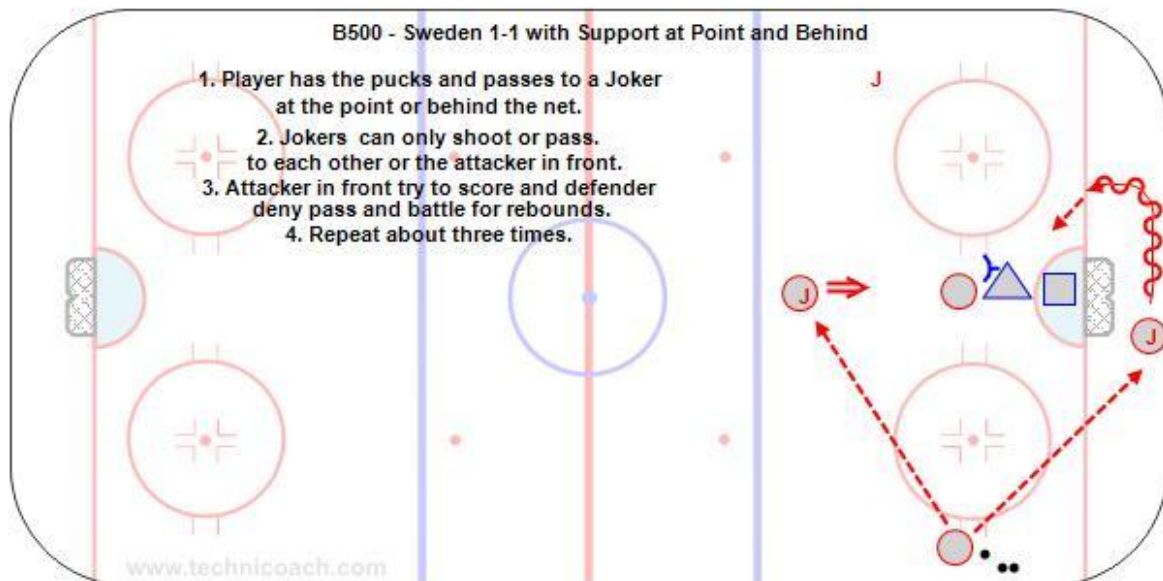 B500 - Sweden 1-1 with Support at Point and Behind
1. Player has the pucks and passes to a Joker
at the point or behind the net.
2. Jokers can only shoot or pass.
to each other or the attacker in front.
3. Attacker in front try to score and defender
deny pass and battle for rebounds.
4. Repeat about three times.
J
J
J
www.technicoach.com